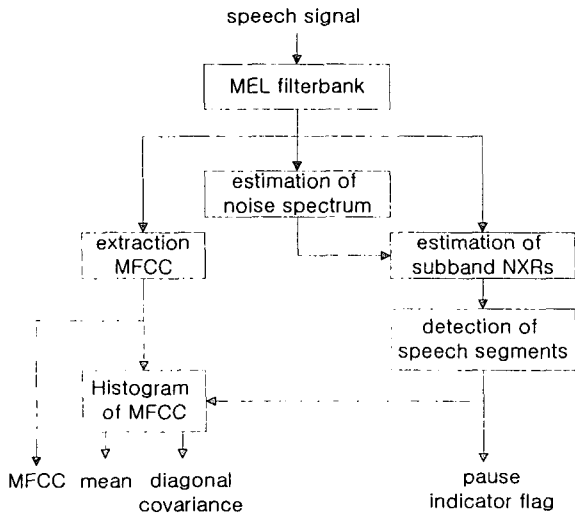 speech signal
MEL filterbank
estimation of
noise spectrum
extraction
MFCC
estimation of
subband NXRs
detection of
speech segments
Histogram
of MFCC
MFCC
mean
diagonal
covariance
pause
indicator flag